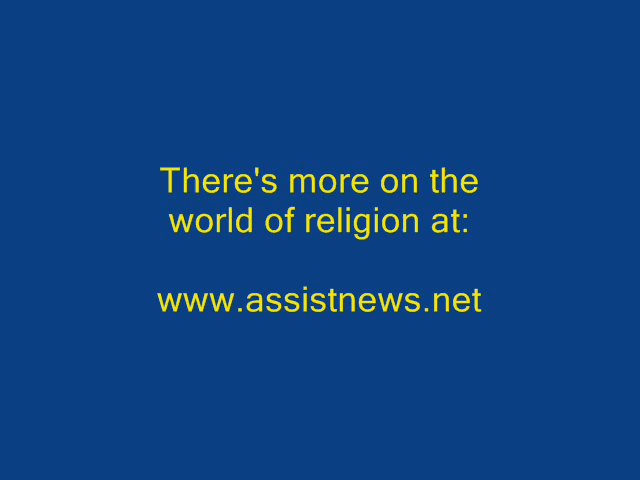 There's more on the
world of religion at:
www.assistnews.net